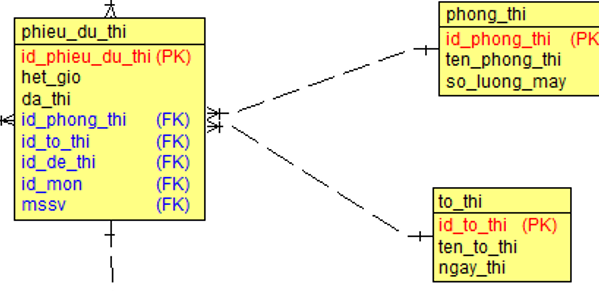 phieu_du_thi
id_phieu_du_thi (PK)
het_gio
da_thi
id_phong_thi (FK)
id_to_thi (FK)
id_de_thi (FK)
id_mon (FK)
mssv (FK)
phong_thi
id_phong_thi (PK
ten_phong_thi
so_luong_may
to_thi
id_to_thi (PK)
ten_to_thi
ngay_thi